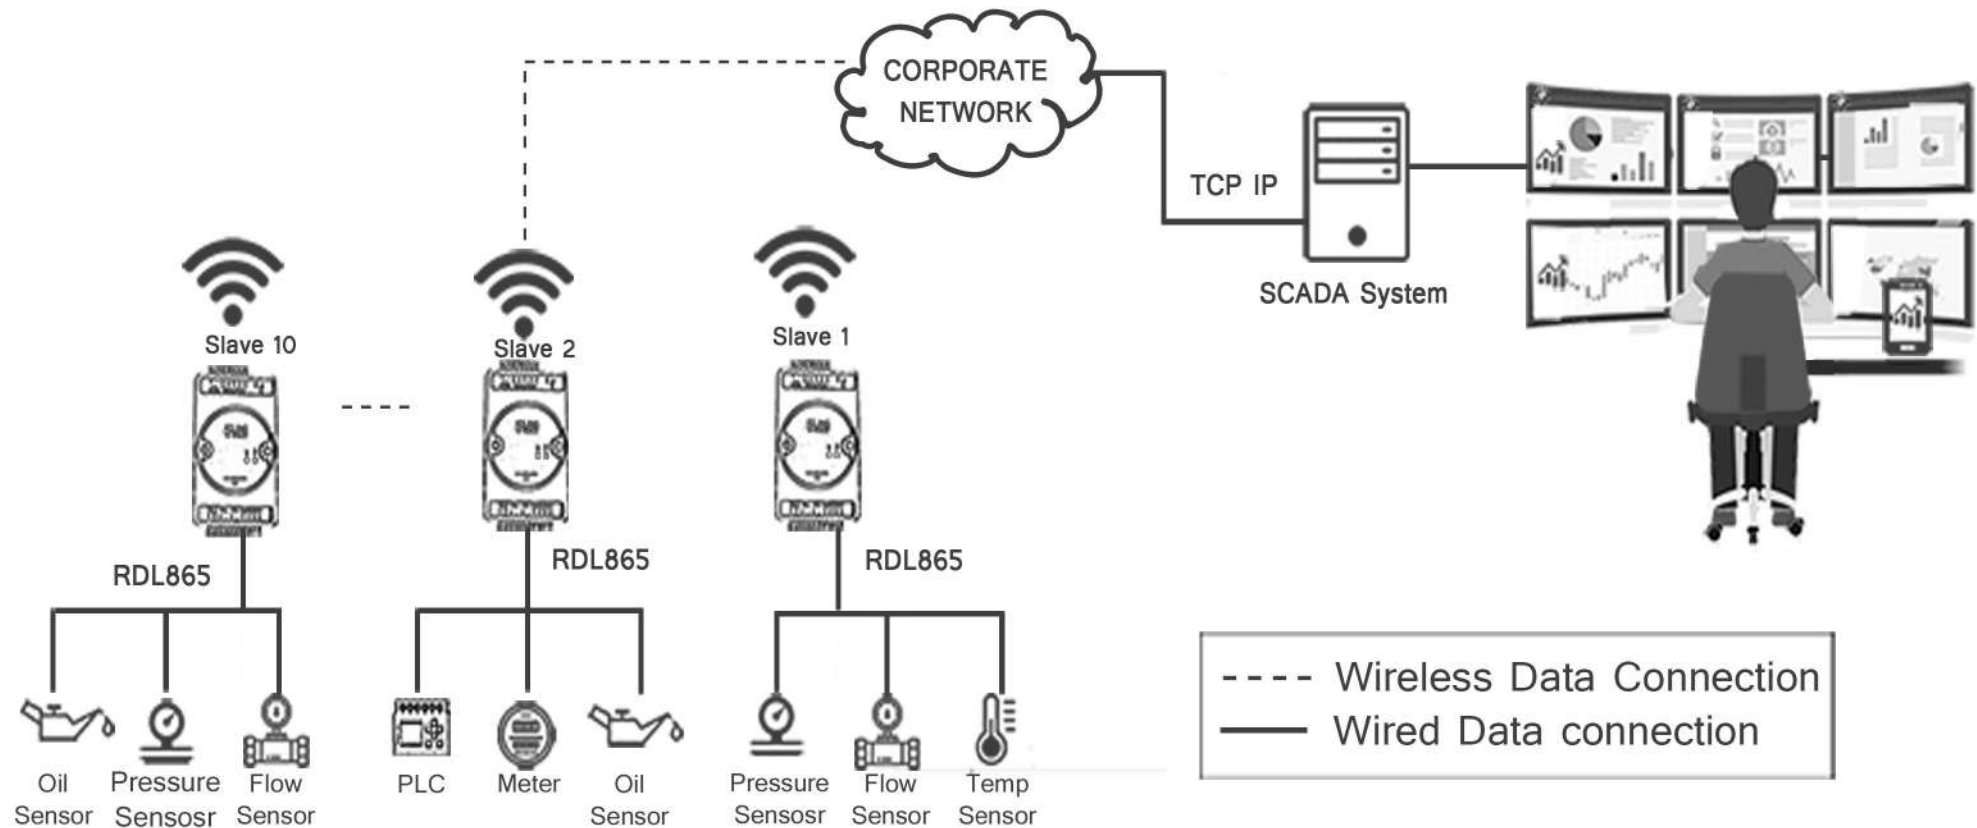 CORPORATE
NETWORK
TCP IP
SCADA System
Slave 10
Slave 2
Slave 1
RDL865
RDL865
RDL865
Oil
Sensor
Pressure
Sensosr
Flow
Sensor
PLC
Meter
Oil
Sensor
Pressure
Sensosr
Flow
Sensor
Temp
Sensor
Wireless Data Connection
Wired Data connection